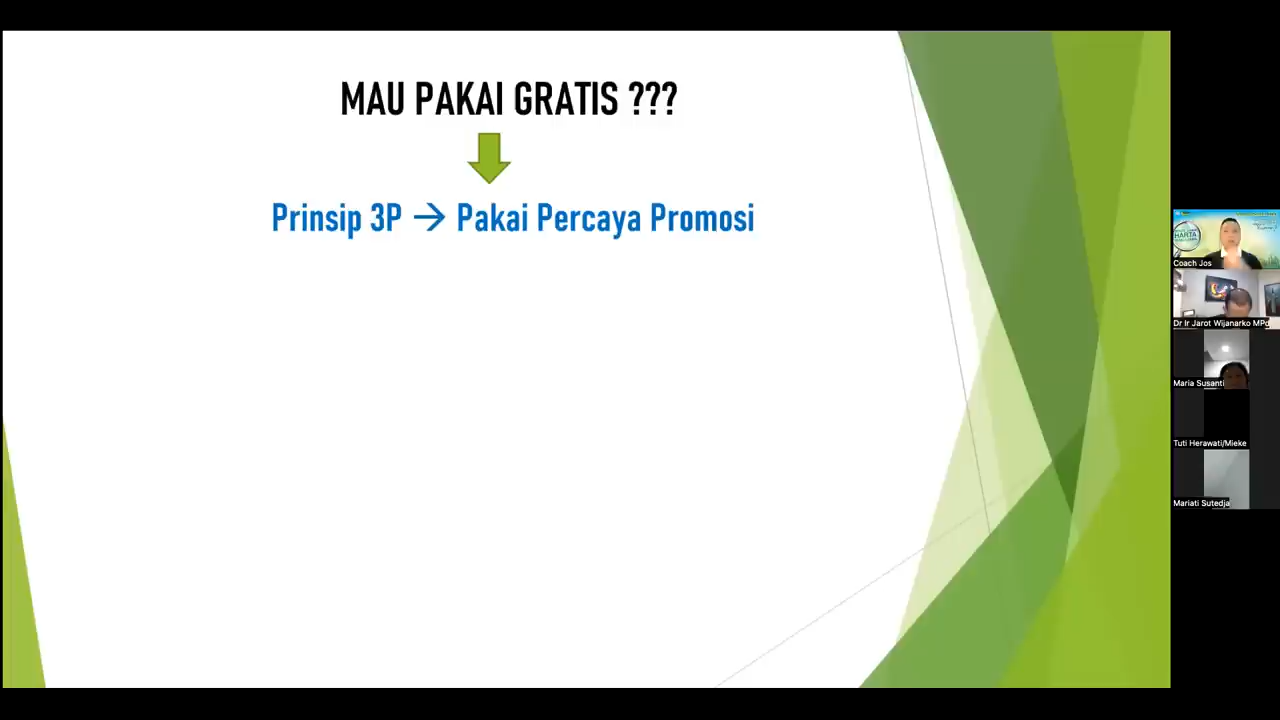 MAU PAKAI GRATIS ???
Prinsip 3P → Pakai Percaya Promosi
HARTA
Coach Jos
Dr Ir Jarot Wijanarko MPd
Maria Susanti
Tuti Herawati/Mieke
Mariati Sutedja